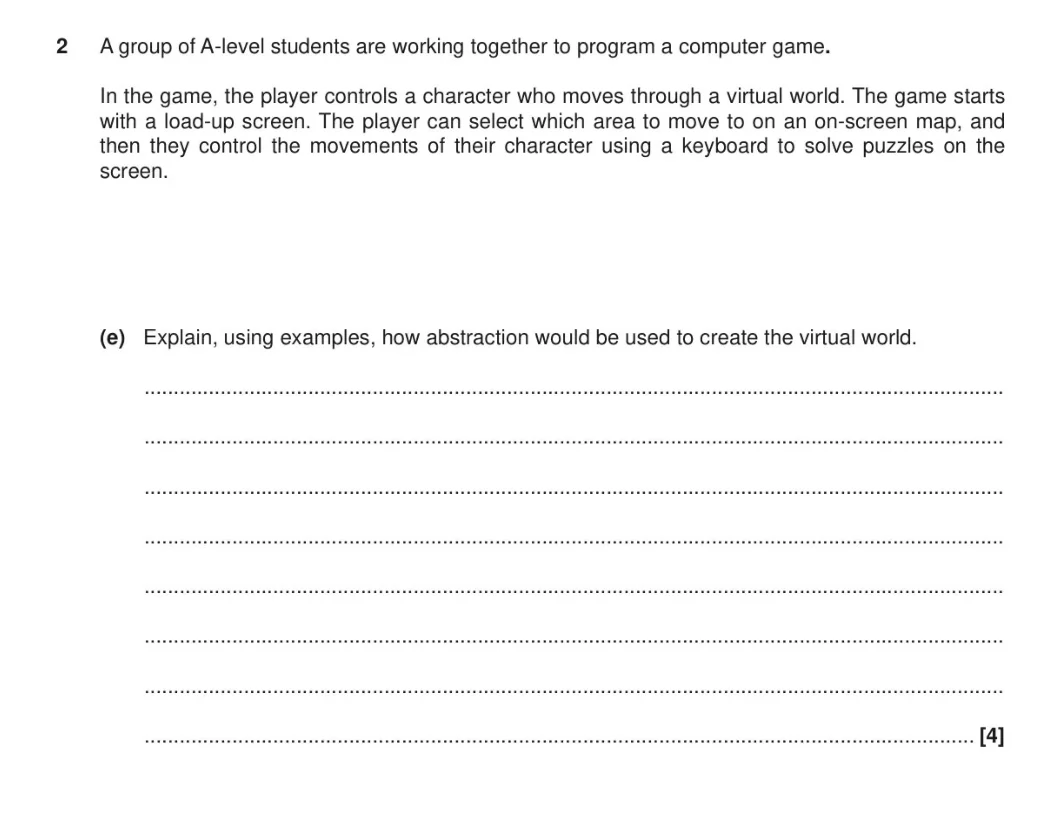 2 A group of A-level students are working together to program a computer game.
In the game, the player controls a character who moves through a virtual world. The game starts
with a load-up screen. The player can select which area to move to on an on-screen map, and
then they control the movements of their character using a keyboard to solve puzzles on the
screen.
(e) Explain, using examples, how abstraction would be used to create the virtual world.
[4]